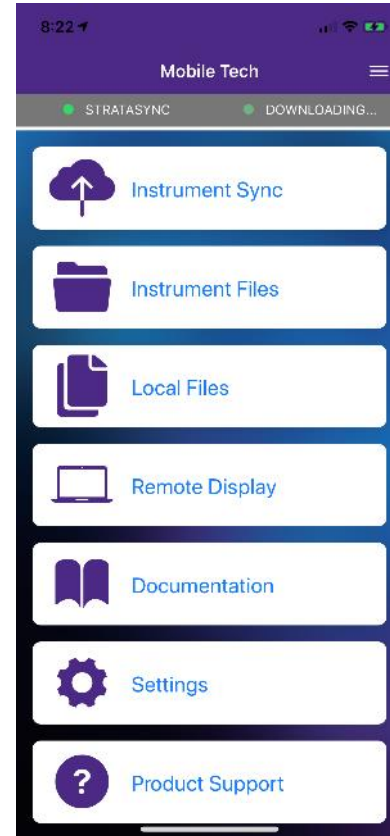 8:22
Mobile Tech
STRATASYNC DOWNLOADING...
Instrument Sync
Instrument Files
Local Files
Remote Display
Documentation
Settings
?
Product Support